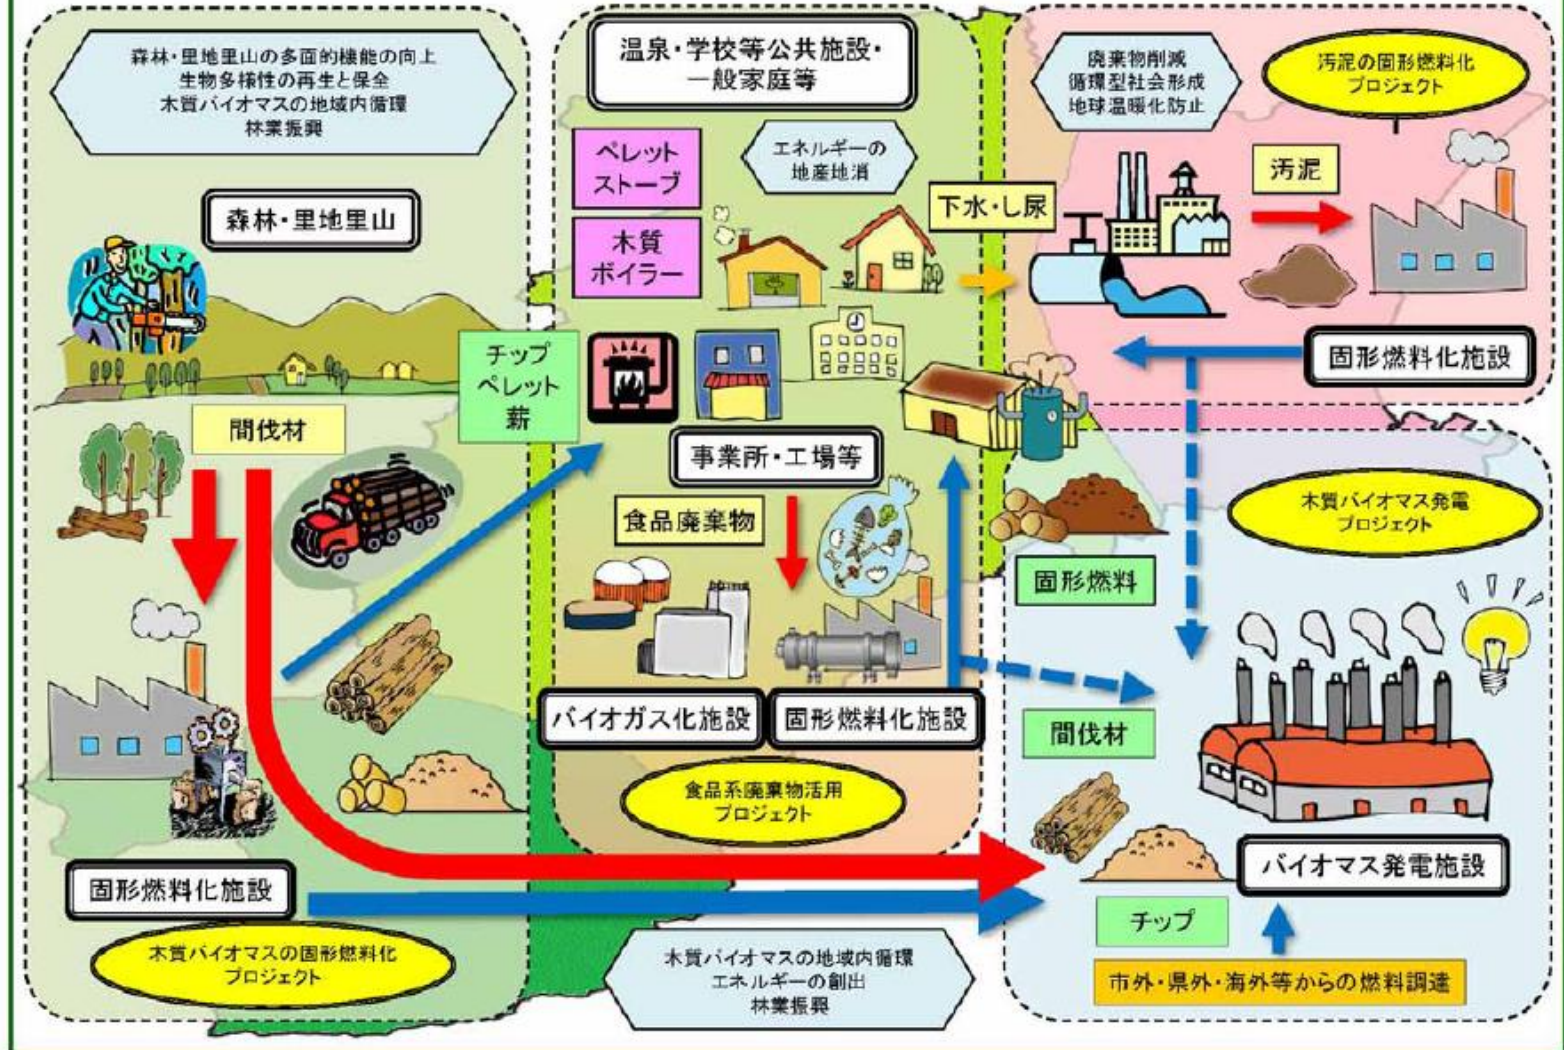 森林・里地里山の多面的機能の向上
生物多様性の再生と保全
木質バイオマスの地域内循環
林業振興
森林・里地里山
間伐材
チップ
ペレット
薪
固形燃料化施設
木質バイオマスの固形燃料化
プロジェクト
温泉・学校等公共施設・
一般家庭等
ペレット
ストーブ
エネルギーの
地産地消
木質
ボイラー
事業所・工場等
食品廃棄物
バイオガス化施設
固形燃料化施設
食品系廃棄物活用
プロジェクト
木質バイオマスの地域内循環
エネルギーの創出
林業振興
廃棄物削減
循環型社会形成
地球温暖化防止
汚泥の固形燃料化
プロジェクト
下水・し尿
汚泥
固形燃料化施設
木質バイオマス発電
プロジェクト
固形燃料
間伐材
バイオマス発電施設
チップ
市外・県外・海外等からの燃料調達